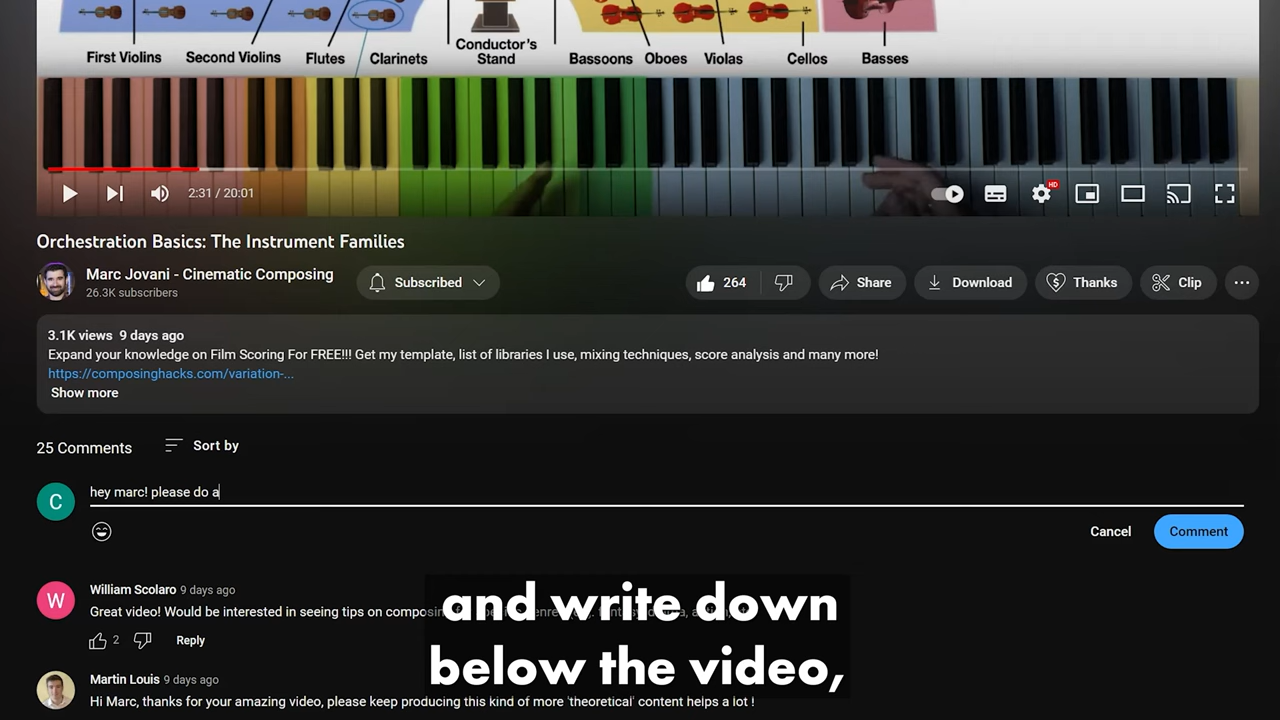 First Violins Second Violins Flutes Clarinets Conductor's Stand Bassoons Oboes Violas Cellos Basses
2:31 / 20:01
HD
Orchestration Basics: The Instrument Families
Marc Jovani - Cinematic Composing
26.3K subscribers
Subscribed
264
Share
Download
Thanks
Clip
3.1K views 9 days ago
Expand your knowledge on Film Scoring For FREE!!! Get my template, list of libraries I use, mixing techniques, score analysis and many more!
https://composinghacks.com/variation-...
Show more
25 Comments
Sort by
C
hey marc! please do a
Cancel
Comment
W
William Scolaro 9 days ago
Great video! Would be interested in seeing tips on
2
Reply
and write down
below the video,
Martin Louis 9 days ago
Hi Marc, thanks for your amazing video, please keep producing this kind of more 'theoretical' content helps a lot !